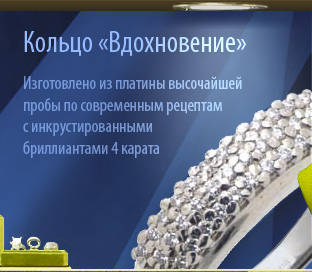 Кольцо «Вдохновение»
Изготовлено из платины высочайшей
пробы по современным рецептам
с инкрустированными
бриллиантами 4 карата